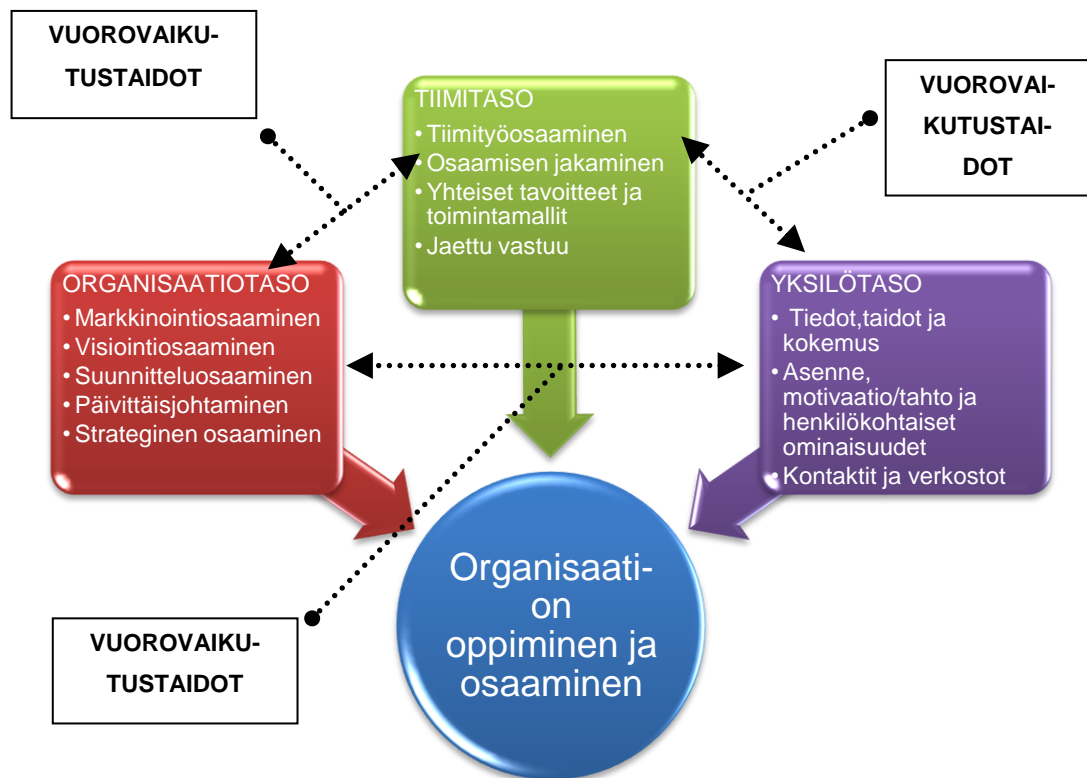 VUOROVAIKU-
TUSTAIDOT
TIIMITASO
• Tiimityöosaaminen
• Osaamisen jakaminen
• Yhteiset tavoitteet ja
toimintamallit
• Jaettu vastuu
VUOROVAI-
KUTUSTAI-
DOT
ORGANISAATIOTASO
• Markkinointiosaaminen
• Visiointiosaaminen
• Suunnitteluosaaminen
• Päivittäisjohtaminen
• Strateginen osaaminen
YKSILÖTASO
• Tiedot,taidot ja
kokemus
• Asenne,
motivaatio/tahto ja
henkilökohtaiset
ominaisuudet
• Kontaktit ja verkostot
Organisaati-
on
oppiminen ja
osaaminen
VUOROVAIKU-
TUSTAIDOT